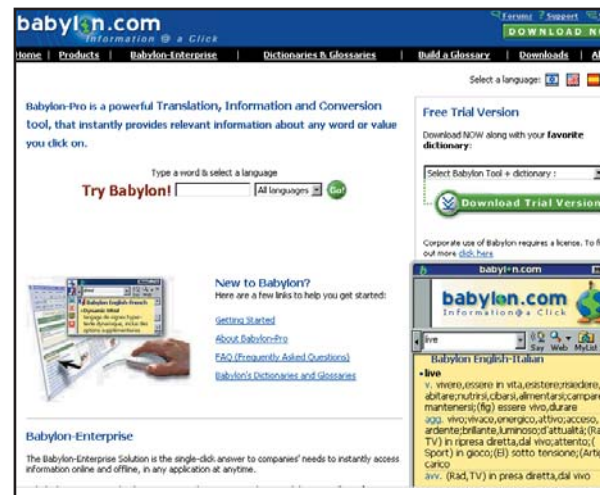 babylon.com
Information @ a Click
Forums ? Support
DOWNLOAD
Home | Products | Babylon-Enterprise | Dictionaries & Glossaries | Build a Glossary | Downloads |
Select a language:
Babylon-Pro is a powerful Translation, Information and Conversion
tool, that instantly provides relevant information about any word or value
you click on.
Type a word & select a language
Try Babylon! All languages Go!
Free Trial Version
Download NOW along with your favorite
dictionary:
Select Babylon Tool + dictionary :
Download Trial Version
Corporate use of Babylon requires a license. To
out more click here
New to Babylon?
Here are a few links to help you get started:
Getting Started
About Babylon-Pro
FAQ (Frequently Asked Questions)
Babylon's Dictionaries and Glossaries
Babylon English-French
Babylon-Enterprise
The Babylon-Enterprise Solution is the single-click answer to companies' needs to instantly access
information online and offline, in any application at anytime.
babylon.com
babylon.com
Information @ a Click
live
Say Web MyList
Babylon English-Italian
•live
v. vivere,essere in vita,esistere;risiedere,
abitare;nutrirsi,cibarsi,alimentarsi;campare
mantenersi;(fig) essere vivo,durare
agg. vivo;vivace,energico,attivo;acceso,
ardente;brillante,luminoso;d'attualità;
TV) in ripresa diretta,dal vivo;attento;(
Sport) in gioco;(El) sotto tensione;
carico
avv. (Rad,TV) in presa diretta,dal vivo